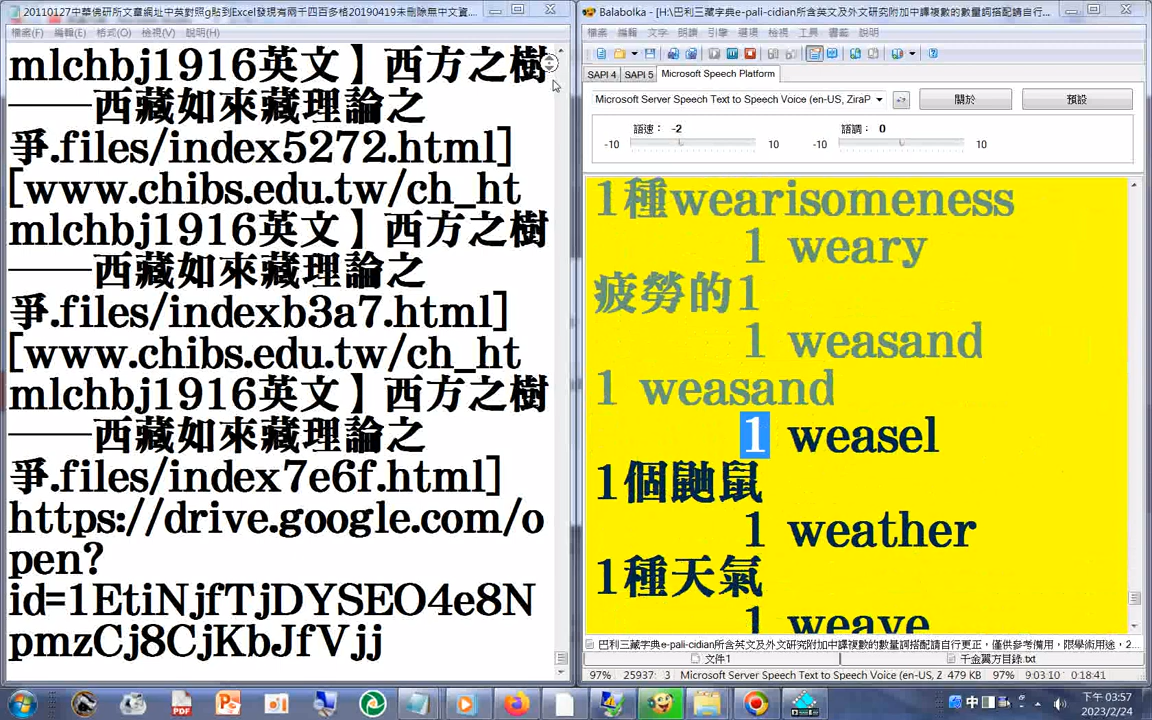 20110127中華佛研所文章網址中英對照g貼到Excel發現有兩千四百多格20190419未刪除無中文資...
檔案(F) 編輯(E) 格式(O) 檢視(V) 說明(H)
mlchbj1916英文】西方之樹
——西藏如來藏理論之
爭.files/index5272.html]
[www.chibs.edu.tw/ch_ht
mlchbj1916英文】西方之樹
——西藏如來藏理論之
爭.files/indexb3a7.html]
[www.chibs.edu.tw/ch_ht
mlchbj1916英文】西方之樹
——西藏如來藏理論之
爭.files/index7e6f.html]
https://drive.google.com/o
pen?
id=1EtiNjfTjDYSEO4e8N
pmzCj8CjKbJfVjj
Balabolka - [H:\巴利三藏字典e-pali-cidian所含英文及外文研究附加中譯複數的數量詞搭配請自行...
檔案 編輯 文字 朗讀 引擎 選項 檢視 工具 書籤 說明
SAPI 4 SAPI 5 Microsoft Speech Platform
Microsoft Server Speech Text to Speech Voice (en-US, ZiraP 關於 預設
語速： -2 語調： 0
-10 10 -10 10
1種wearisomeness
1 weary
疲勞的1
1 weasand
1 weasand
1 weasel
1個鼬鼠
1 weather
1種天氣
1 weave
巴利三藏字典e-pali-cidian所含英文及外文研究附加中譯複數的數量詞搭配請自行更正，僅供參考備用，限學術用途，2...
文件1 千金翼方目錄.txt
97% 25937: 3 Microsoft Server Speech Text to Speech Voice (en-US, Z 479 KB 97% 9:03:10 : 0:18:41
PDF
中
下午 03:57
2023/2/24